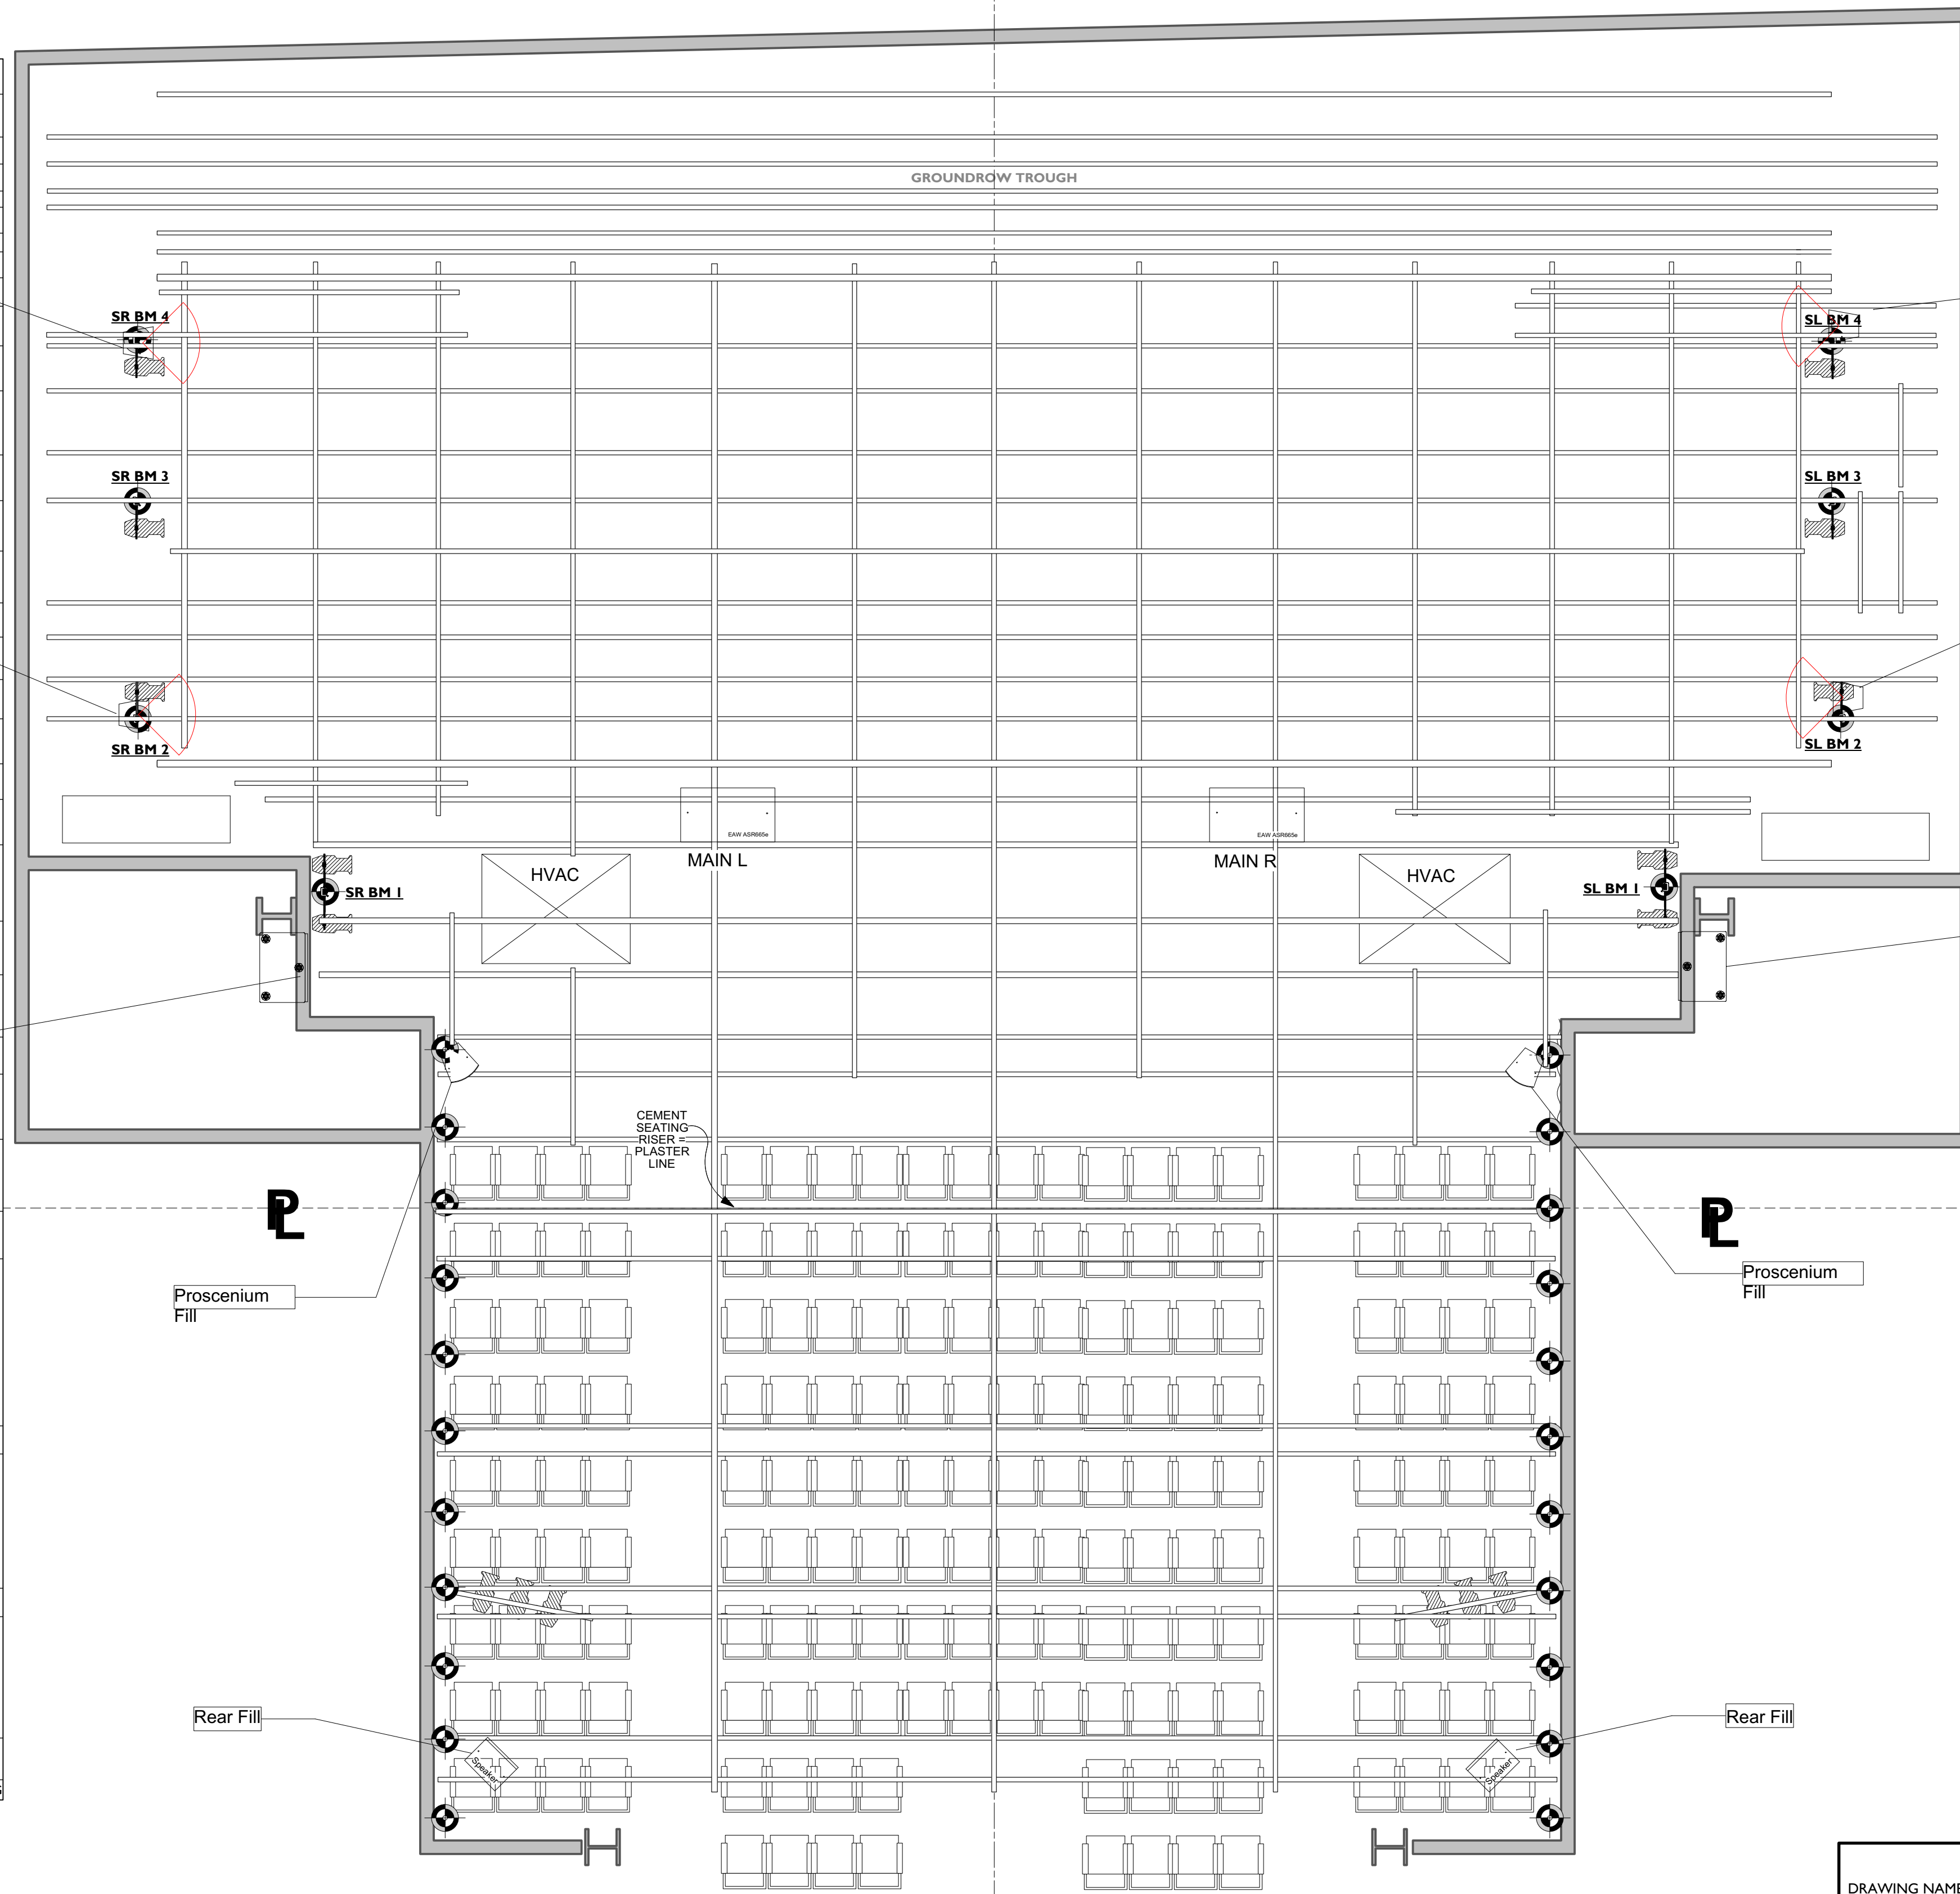 GROUNDROW TROUGH
SR BM 4
SL BM 4
SR BM 3
SL BM 3
SR BM 2
SL BM 2
EAW ASR665e
EAW ASR665e
MAIN L
MAIN R
HVAC
HVAC
SR BM 1
SL BM 1
CEMENT
SEATING
RISER =
PLASTER
LINE
PL
PL
Proscenium
Fill
Proscenium
Fill
Rear Fill
Rear Fill
Speaker
Speaker
DRAWING NAME